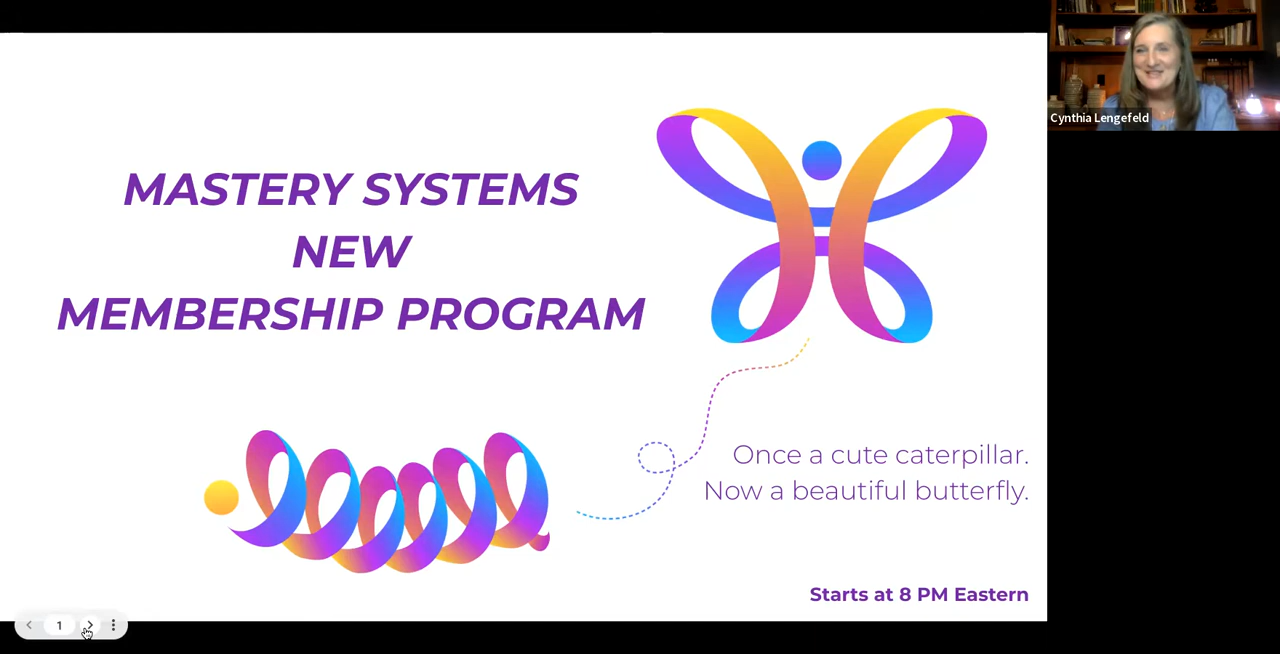 MASTERY SYSTEMS
NEW
MEMBERSHIP PROGRAM
Cynthia Lengefeld
Once a cute caterpillar.
Now a beautiful butterfly.
Starts at 8 PM Eastern
1